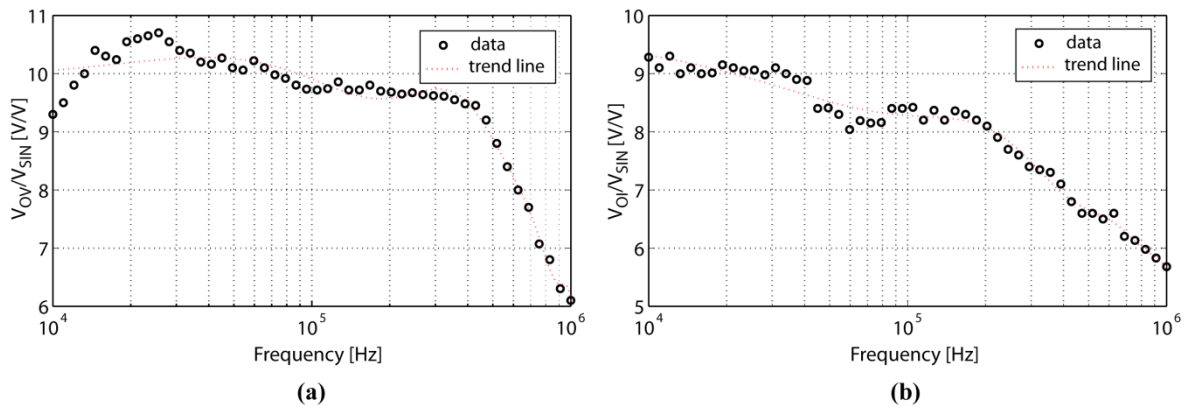 11
10
9
8
7
6
V_OV/V_SIN [V/V]
data
trend line
10^4
10^5
10^6
Frequency [Hz]
(a)
10
9
8
7
6
5
V_OI/V_SIN [V/V]
data
trend line
10^4
10^5
10^6
Frequency [Hz]
(b)